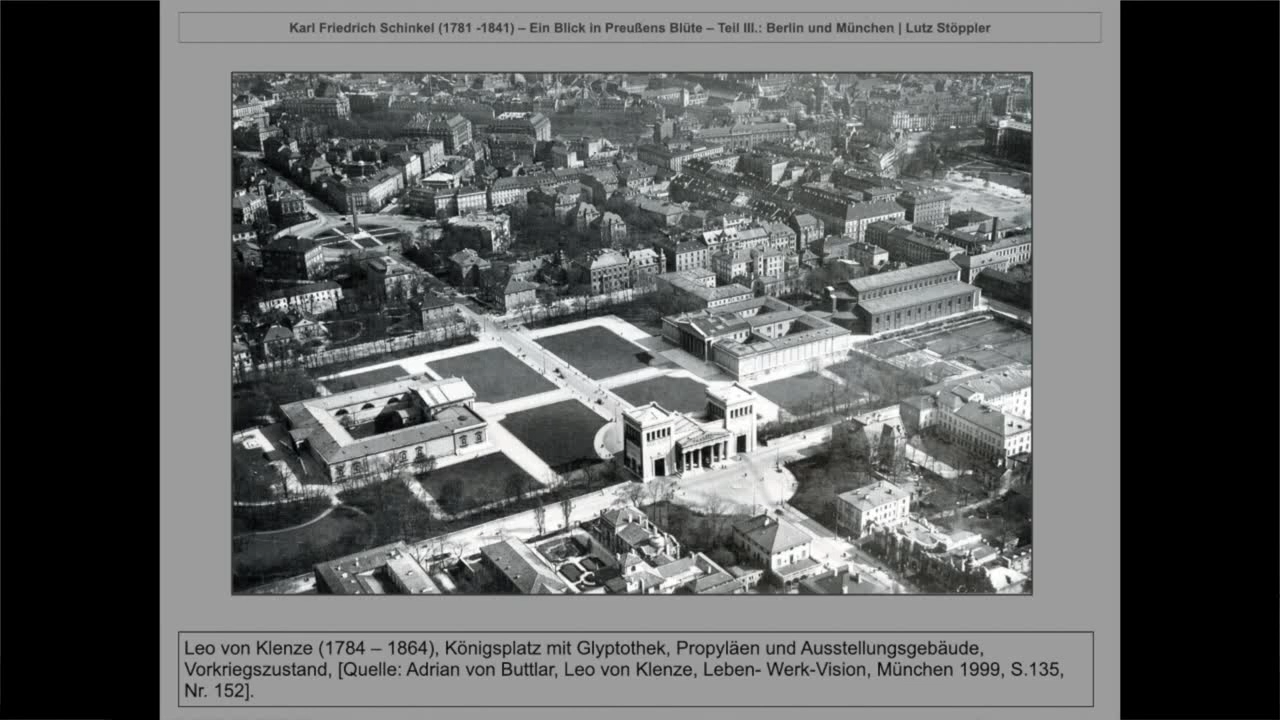 Karl Friedrich Schinkel (1781 -1841) – Ein Blick in Preußens Blüte – Teil III.: Berlin und München | Lutz Stöppler
Leo von Klenze (1784 – 1864), Königsplatz mit Glyptothek, Propyläen und Ausstellungsgebäude,
Vorkriegszustand, [Quelle: Adrian von Buttlar, Leo von Klenze, Leben- Werk-Vision, München 1999, S.135,
Nr. 152].